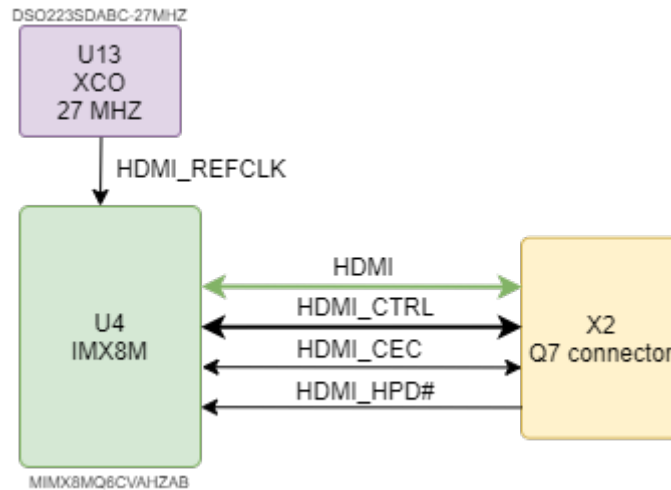 DSO223SDABC-27MHZ
U13
XCO
27 MHZ
HDMI_REFCLK
HDMI
HDMI_CTRL
HDMI_CEC
HDMI_HPD#
U4
IMX8M
X2
Q7 connector
MIMX8MQ6CVAHZAB